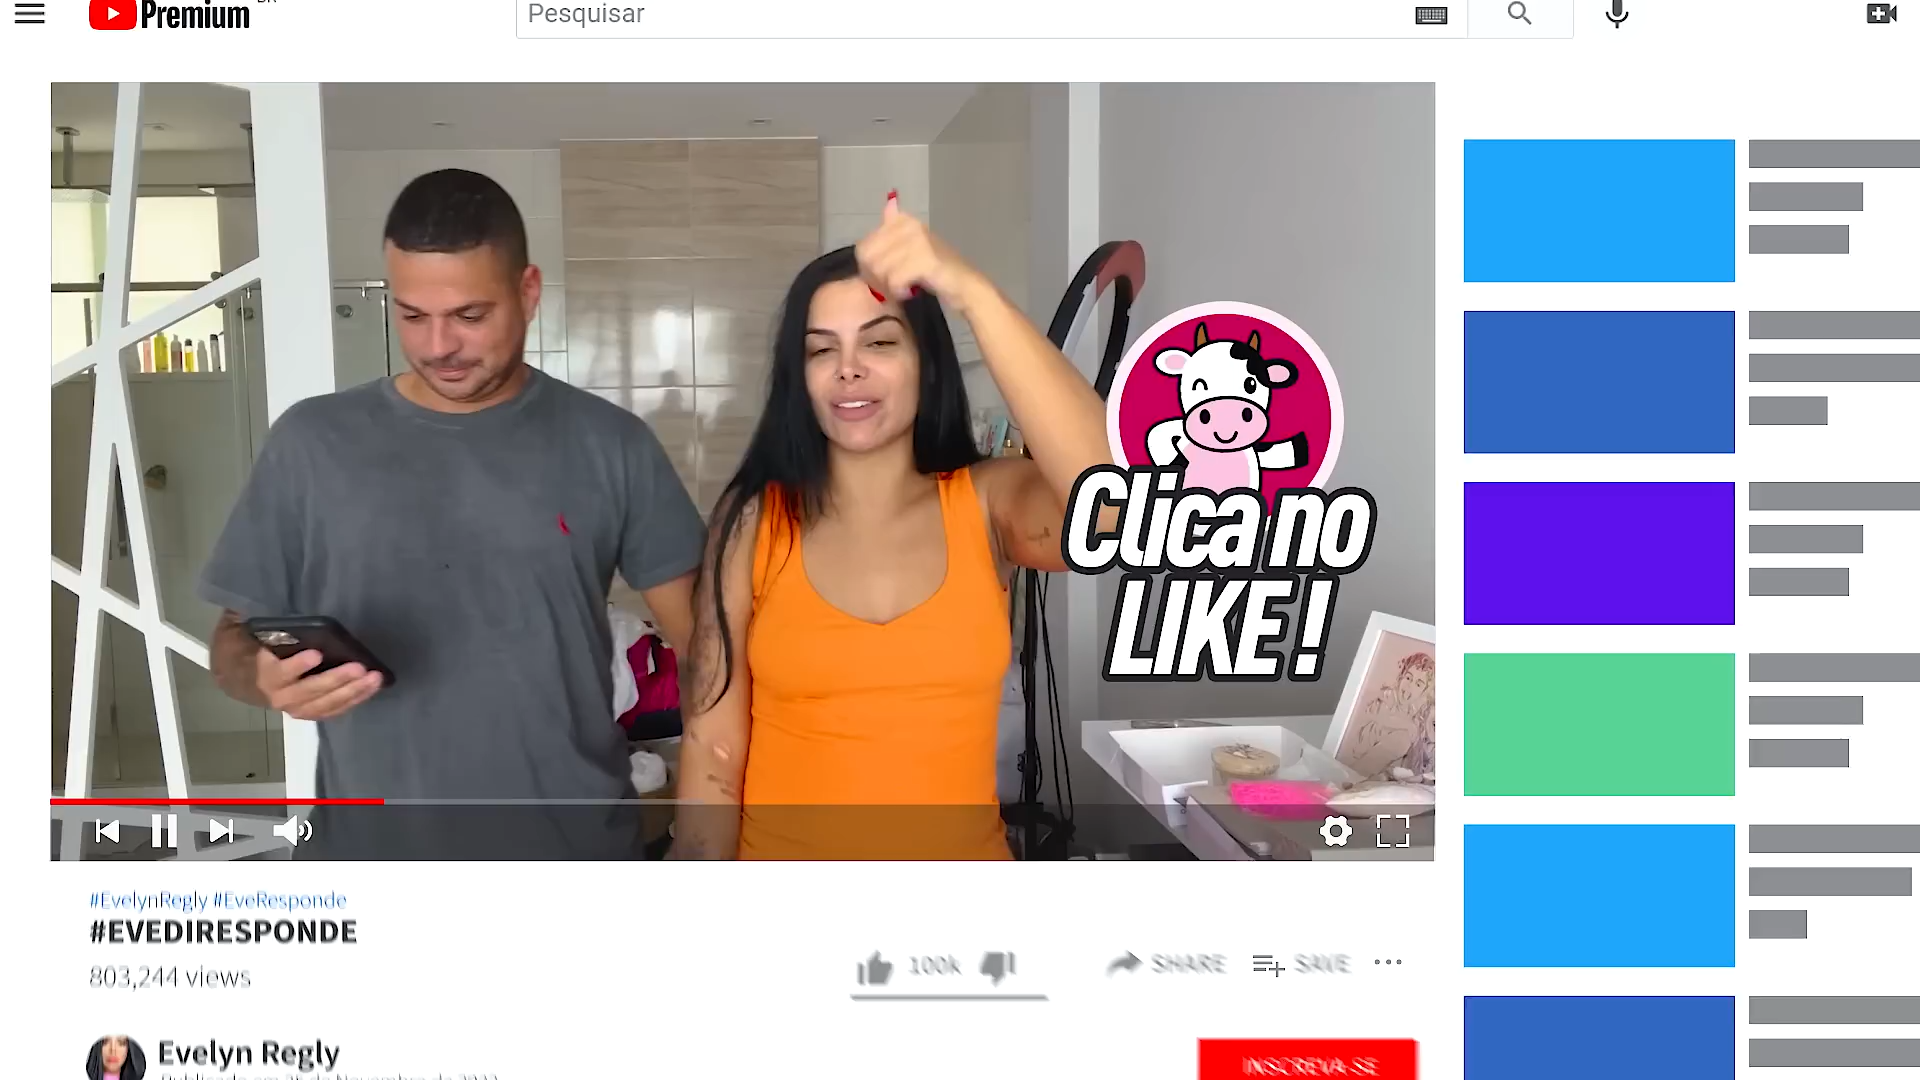 Premium
Pesquisar
Clica no
LIKE!
#EvelynRegly #EveResponde
#EVEDIRESPONDE
803,244 views
100k
SHARE
SAVE
Evelyn Regly
INSCREVA-SE